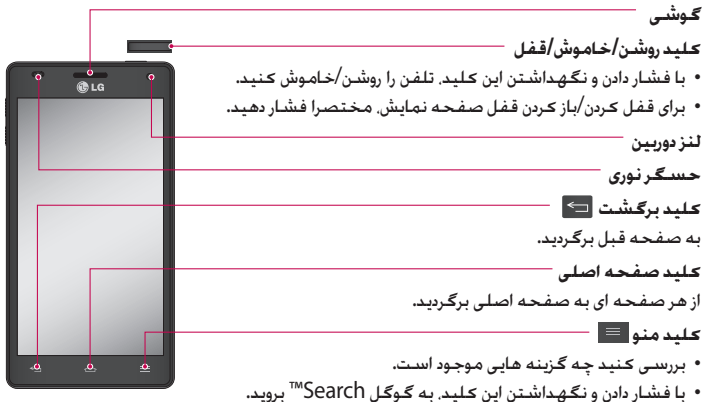 گوشی
کلید روشن/خاموش/قفل
• با فشار دادن و نگهداشتن این کلید، تلفن را روشن/خاموش کنید.
• برای قفل کردن/باز کردن قفل صفحه نمایش، مختصرا فشار دهید.
LG
لنز دوربین
حسگر نوری
کلید برگشت
به صفحه قبل برگردید.
کلید صفحه اصلی
از هر صفحه ای به صفحه اصلی برگردید.
کلید منو
• بررسی کنید چه گزینه هایی موجود است.
• با فشار دادن و نگهداشتن این کلید، به گوگل Search™ بروید.